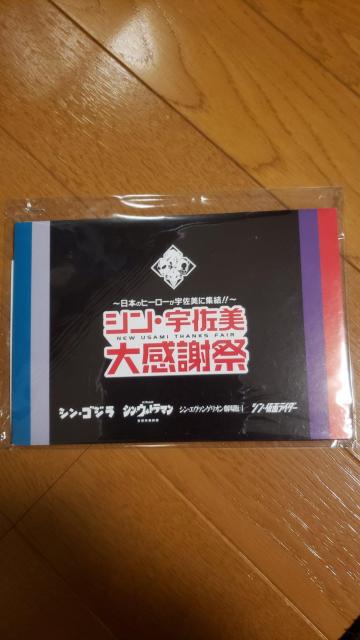 ～日本のヒーローが宇佐美に集結!!～
シン・宇佐美
NEW USAMI THANKS FAIR
大感謝祭
シン・ゴジラ シン・ウルトラマン シン・エヴァンゲリオン劇場版 シン・仮面ライダー